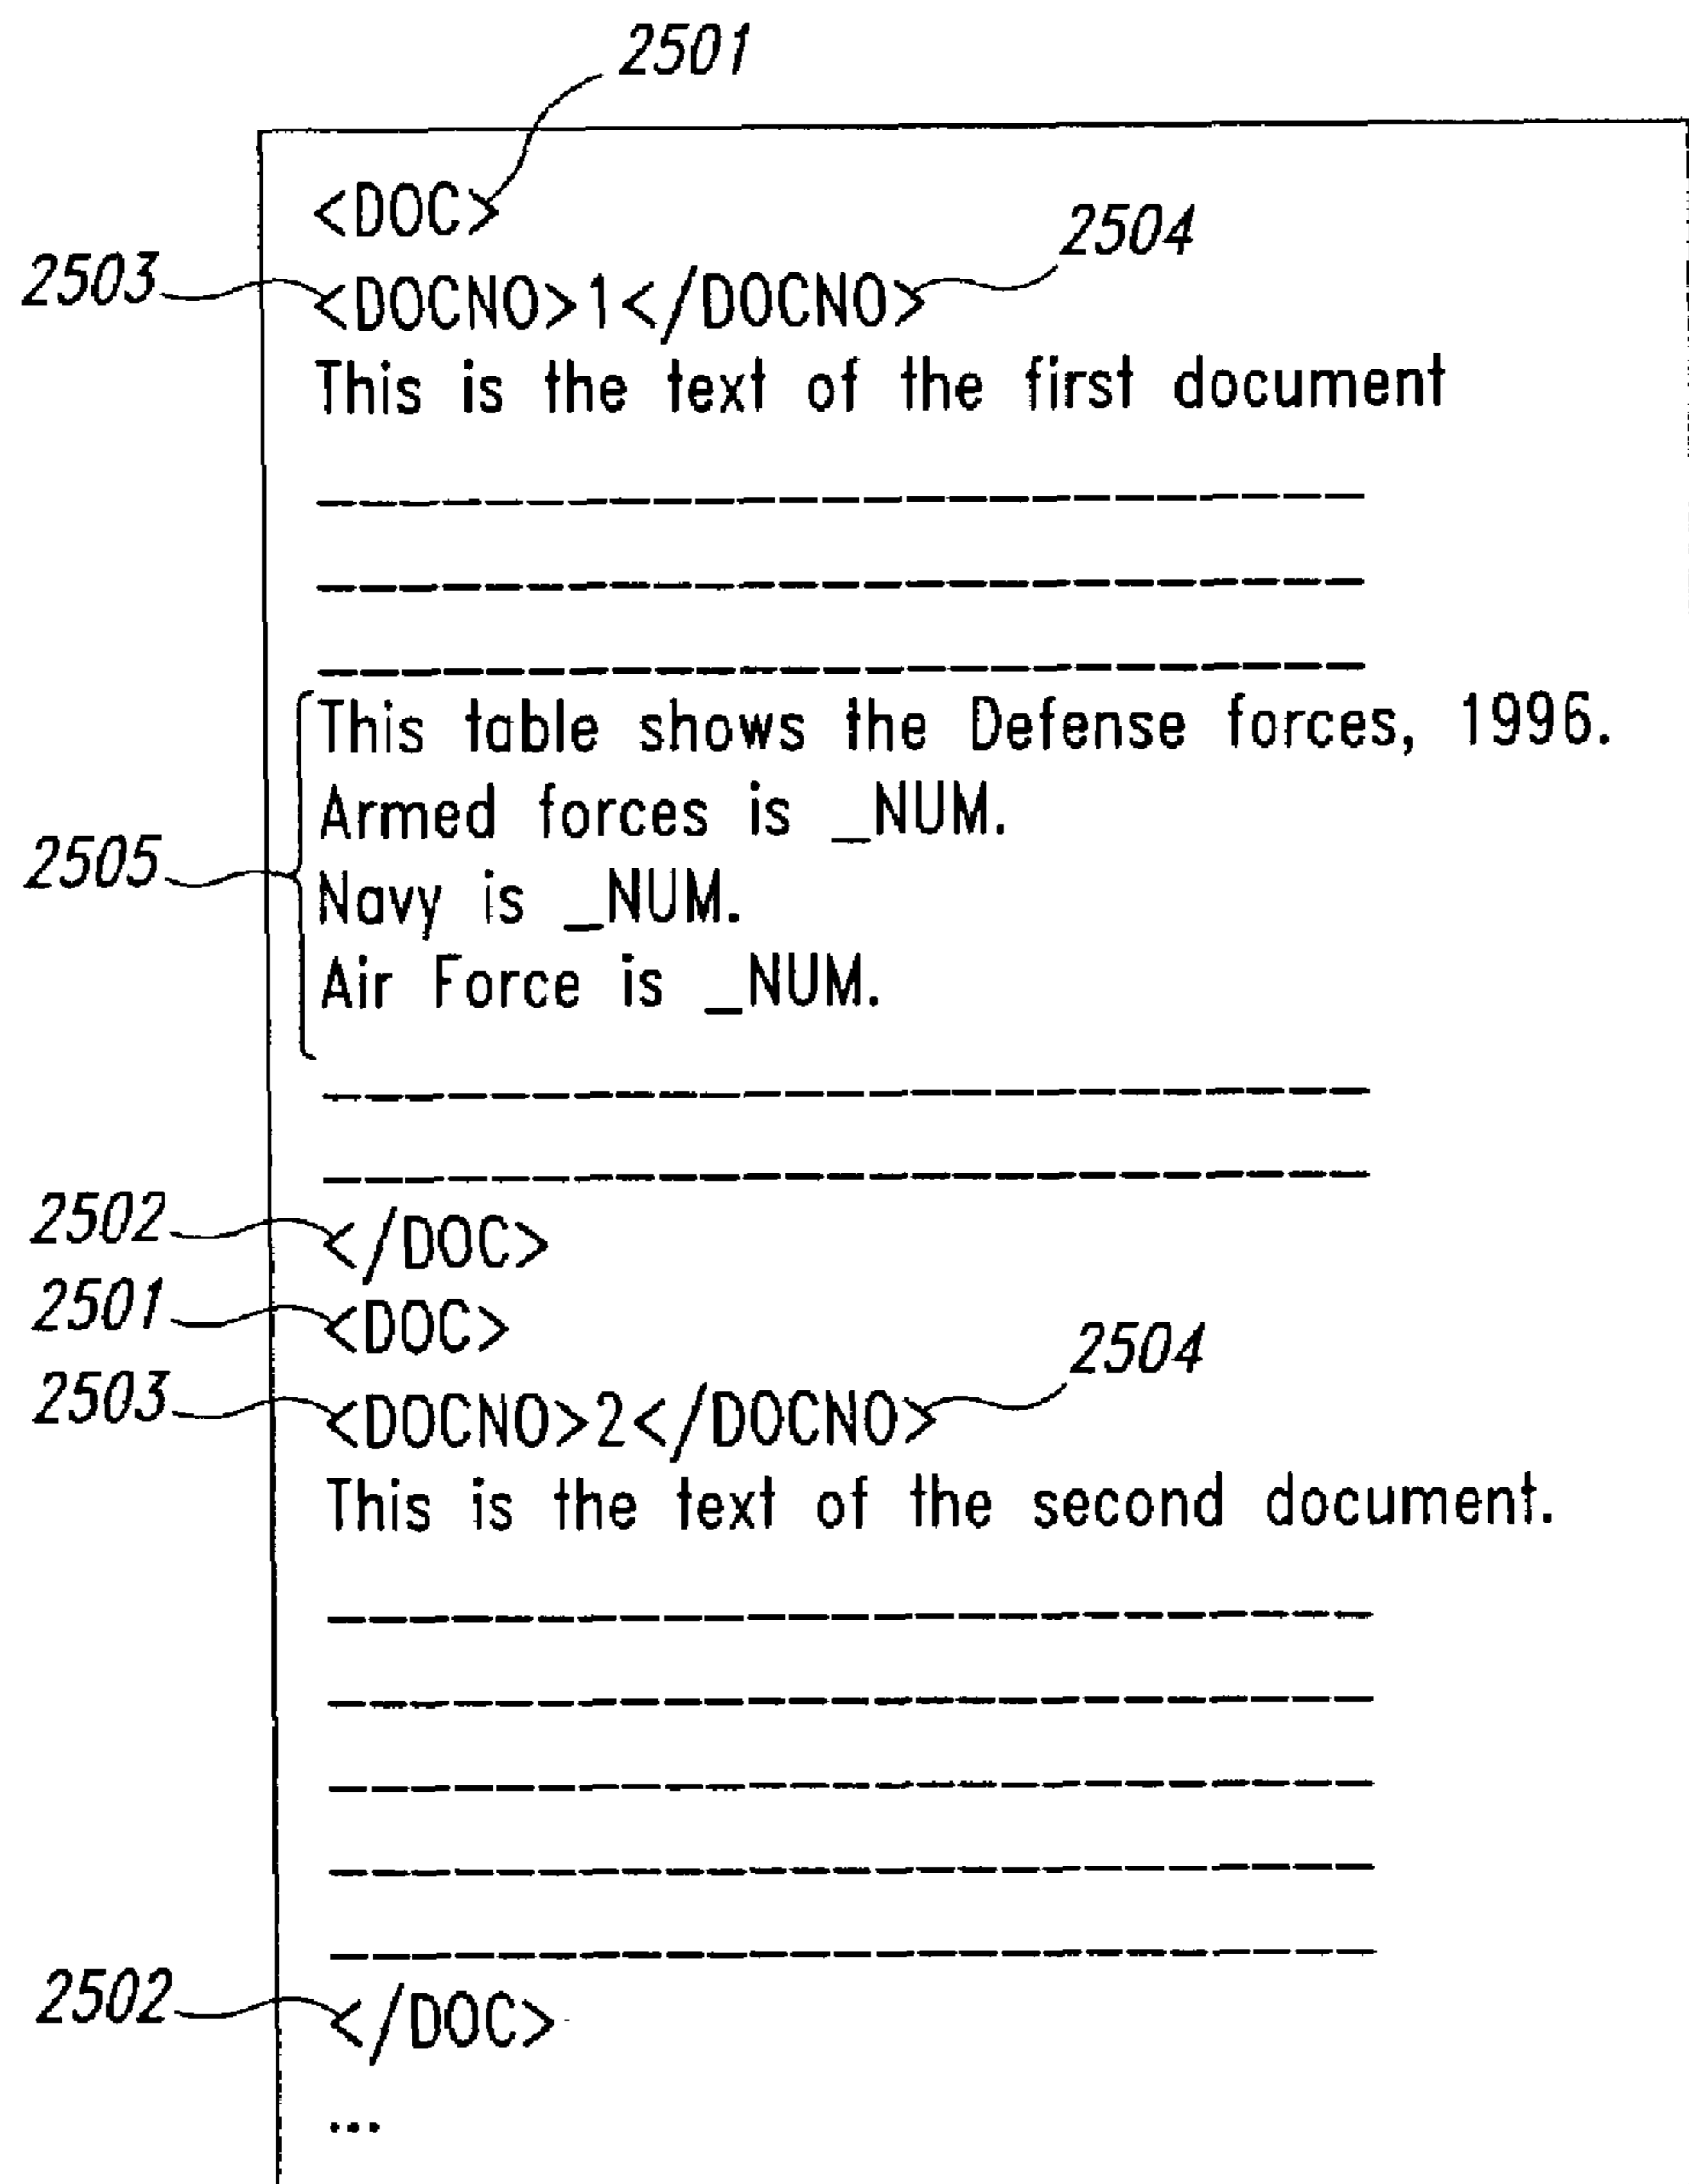 2501
<DOC>
2504
2503
<DOCNO>1</DOCNO>
This is the text of the first document
This table shows the Defense forces, 1996.
Armed forces is _NUM.
2505
Navy is _NUM.
Air Force is _NUM.
2502
</DOC>
2501
<DOC>
2504
2503
<DOCNO>2</DOCNO>
This is the text of the second document.
2502
</DOC>
...